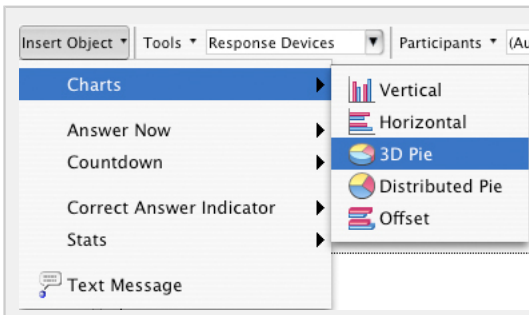 Insert Object Tools Response Devices Participants (Au
Charts
Answer Now
Countdown
Correct Answer Indicator
Stats
Text Message
Vertical
Horizontal
3D Pie
Distributed Pie
Offset